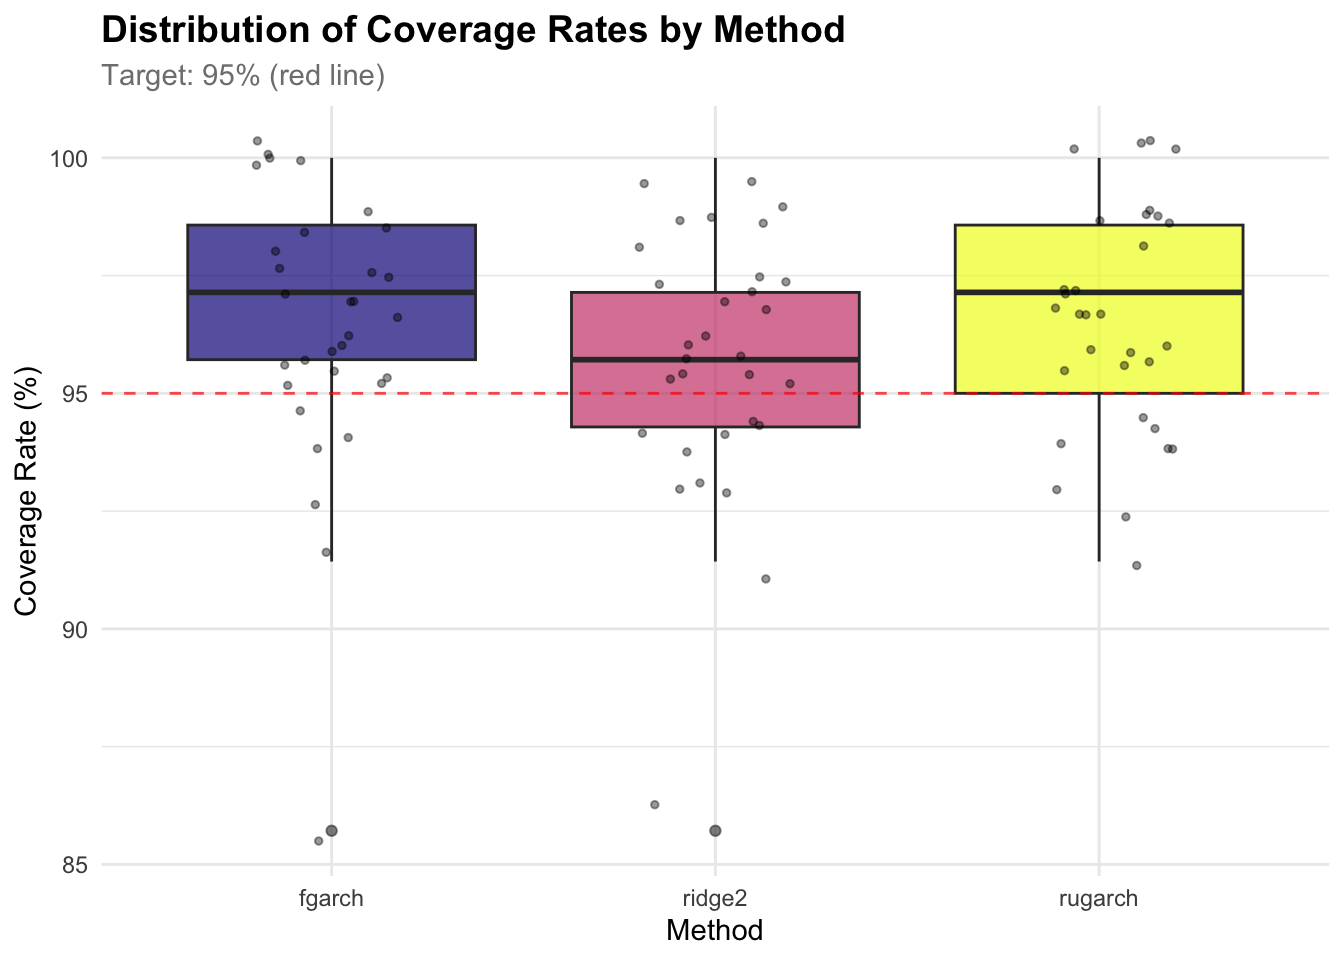 Distribution of Coverage Rates by Method
Target: 95% (red line)
100
95
90
85
Coverage Rate (%)
fgarch
ridge2
rugarch
Method